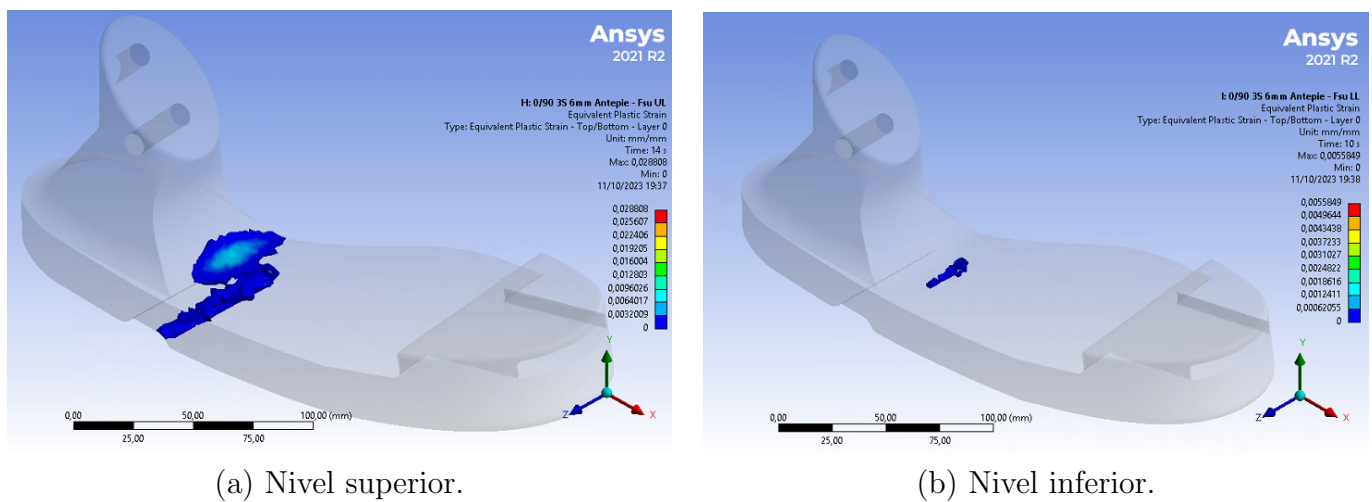 Ansys
2021 R2
H: 0/90 3S 6mm Antepie - Fsu UL
Equivalent Plastic Strain
Type: Equivalent Plastic Strain - Top/Bottom - Layer 0
Unit: mm/mm
Time: 14 s
Max: 0,028808
Min: 0
11/10/2023 19:37
0,028808
0,025607
0,022406
0,019205
0,016004
0,012803
0,0096026
0,0064017
0,0032009
0
Y
Z
X
0,00
50,00
100,00 (mm)
25,00
75,00
(a) Nivel superior.
Ansys
2021 R2
I: 0/90 3S 6mm Antepie - Fsu LL
Equivalent Plastic Strain
Type: Equivalent Plastic Strain - Top/Bottom - Layer 0
Unit: mm/mm
Time: 10 s
Max: 0,0055849
Min: 0
11/10/2023 19:38
0,0055849
0,0049644
0,0043438
0,0037233
0,0031027
0,0024822
0,0018616
0,0012411
0,00062055
0
Y
Z
X
0,00
50,00
100,00 (mm)
25,00
75,00
(b) Nivel inferior.